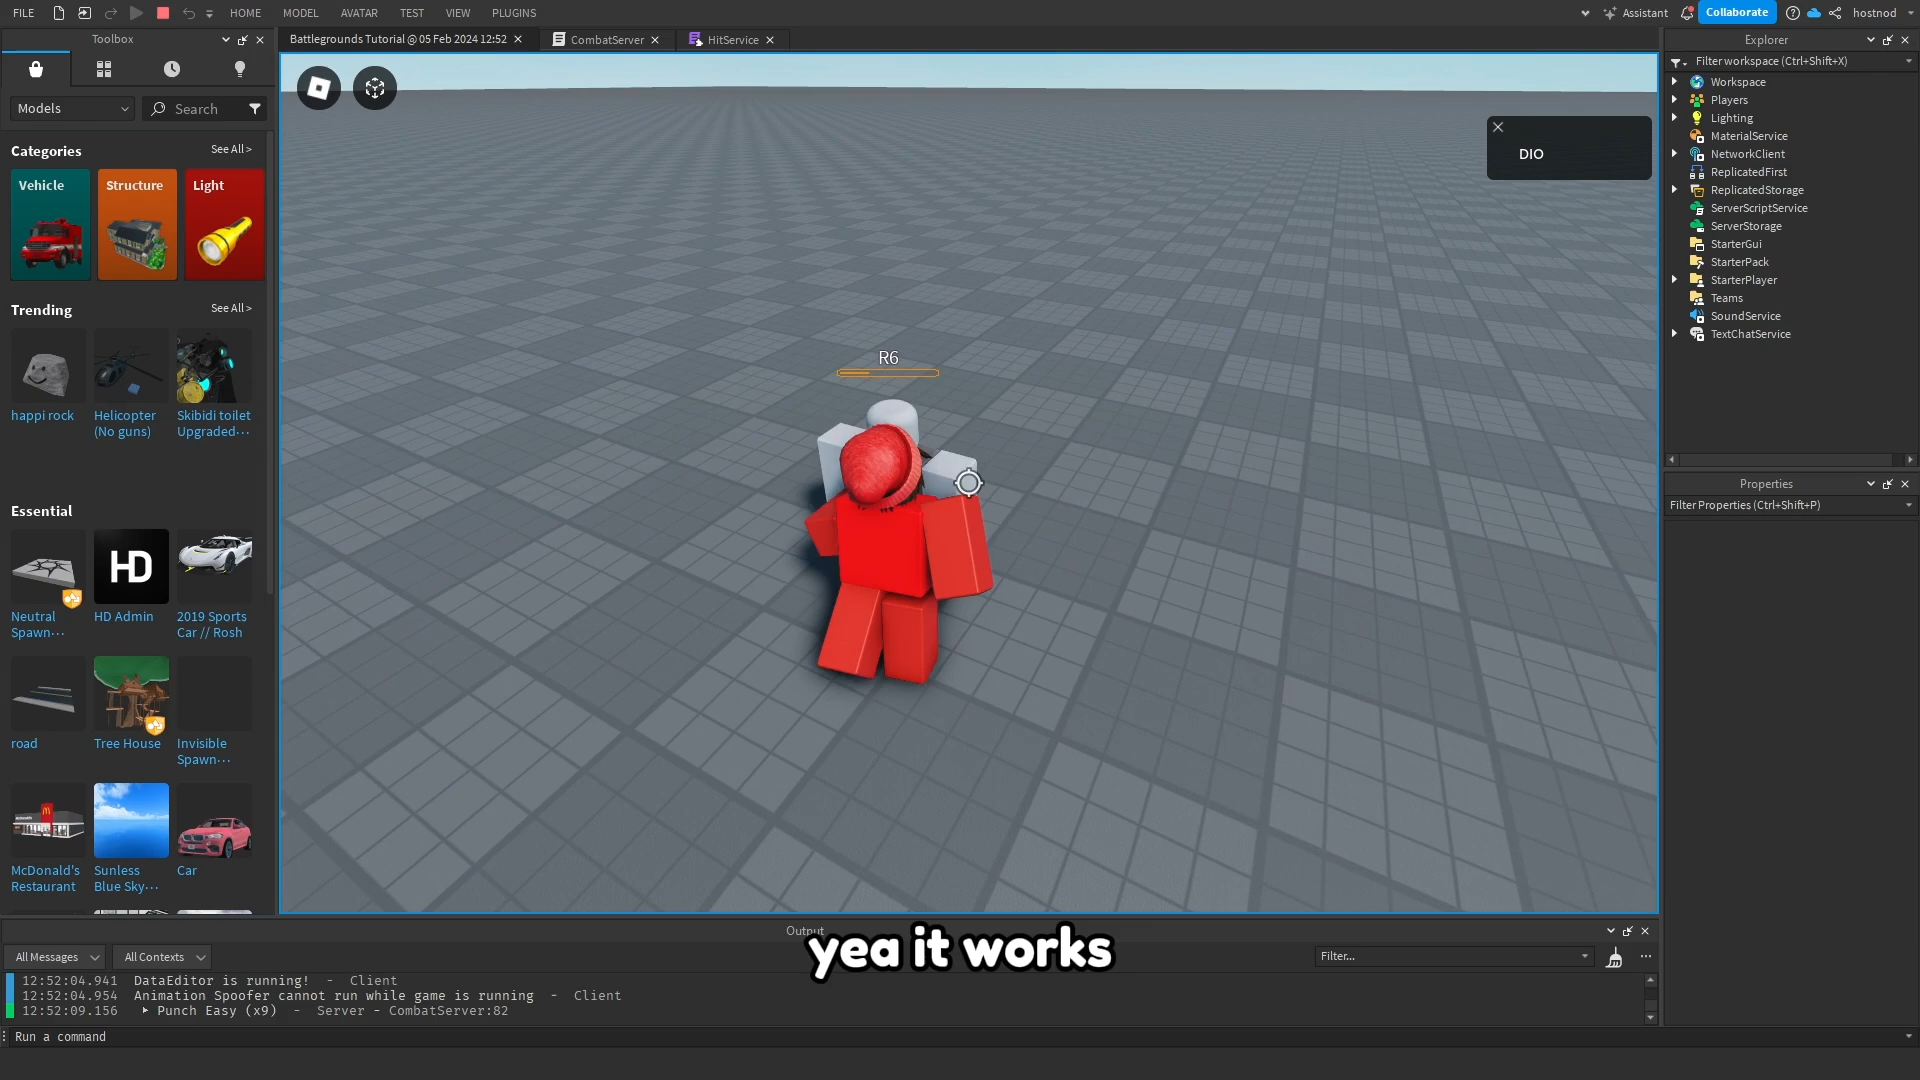 FILE
HOME
MODEL
AVATAR
TEST
VIEW
PLUGINS
Assistant
Collaborate
hostnod
Toolbox
Battlegrounds Tutorial @ 05 Feb 2024 12:52
CombatServer
HitService
Explorer
Models
Search
Categories
See All >
Vehicle
Structure
Light
Trending
See All >
happi rock
Helicopter
(No guns)
Skibidi toilet
Upgraded...
Essential
HD
Neutral
Spawn...
HD Admin
2019 Sports
Car // Rosh
road
Tree House
Invisible
Spawn...
McDonald's
Restaurant
Sunless
Blue Sky...
Car
DIO
R6
Filter workspace (Ctrl+Shift+X)
Workspace
Players
Lighting
MaterialService
NetworkClient
ReplicatedFirst
ReplicatedStorage
ServerScriptService
ServerStorage
StarterGui
StarterPack
StarterPlayer
Teams
SoundService
TextChatService
Properties
Filter Properties (Ctrl+Shift+P)
Output
yea it works
All Messages
All Contexts
Filter...
12:52:04.941 DataEditor is running! - Client
12:52:04.954 Animation Spoofer cannot run while game is running - Client
12:52:09.156 Punch Easy (x9) - Server - CombatServer:82
Run a command